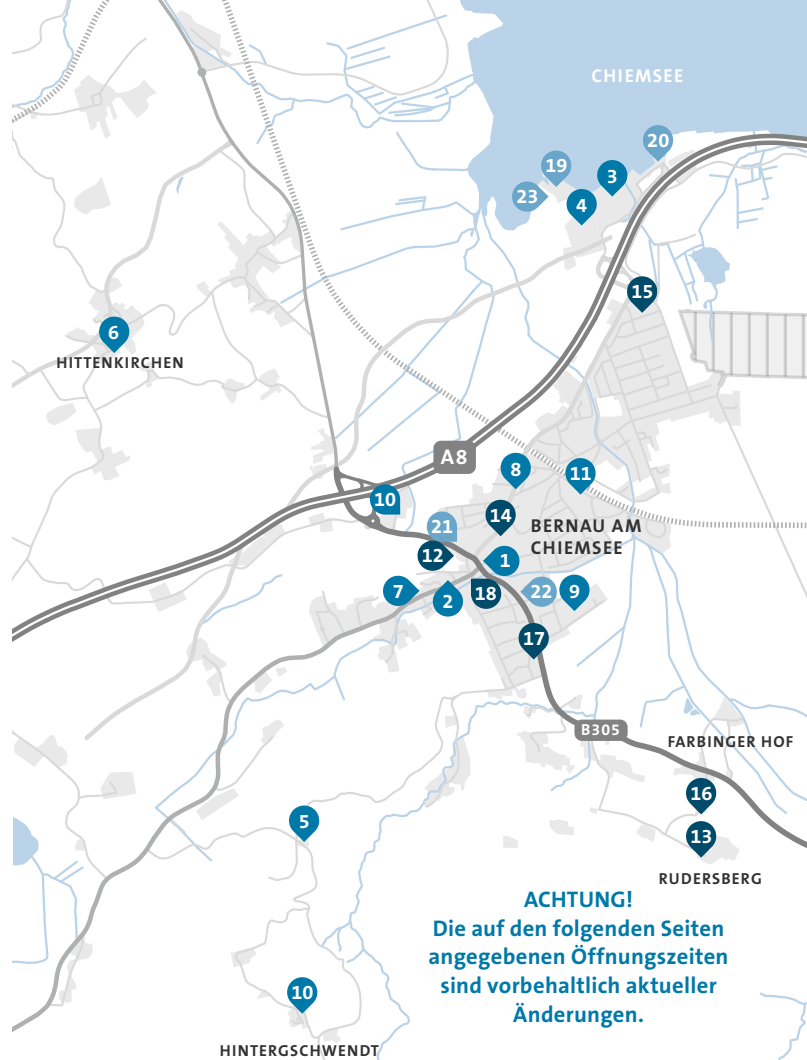 CHIEMSEE
20
19
3
23
4
15
6
HITTENKIRCHEN
A8
8
11
10
14
21
BERNAU AM
CHIEMSEE
12
1
7
2
18
22
9
17
B305
FARBINGER HOF
16
5
13
RUDERSBERG
ACHTUNG!
Die auf den folgenden Seiten
angegebenen Öffnungszeiten
sind vorbehaltlich aktueller
Änderungen.
10
HINTERGSCHWENDT